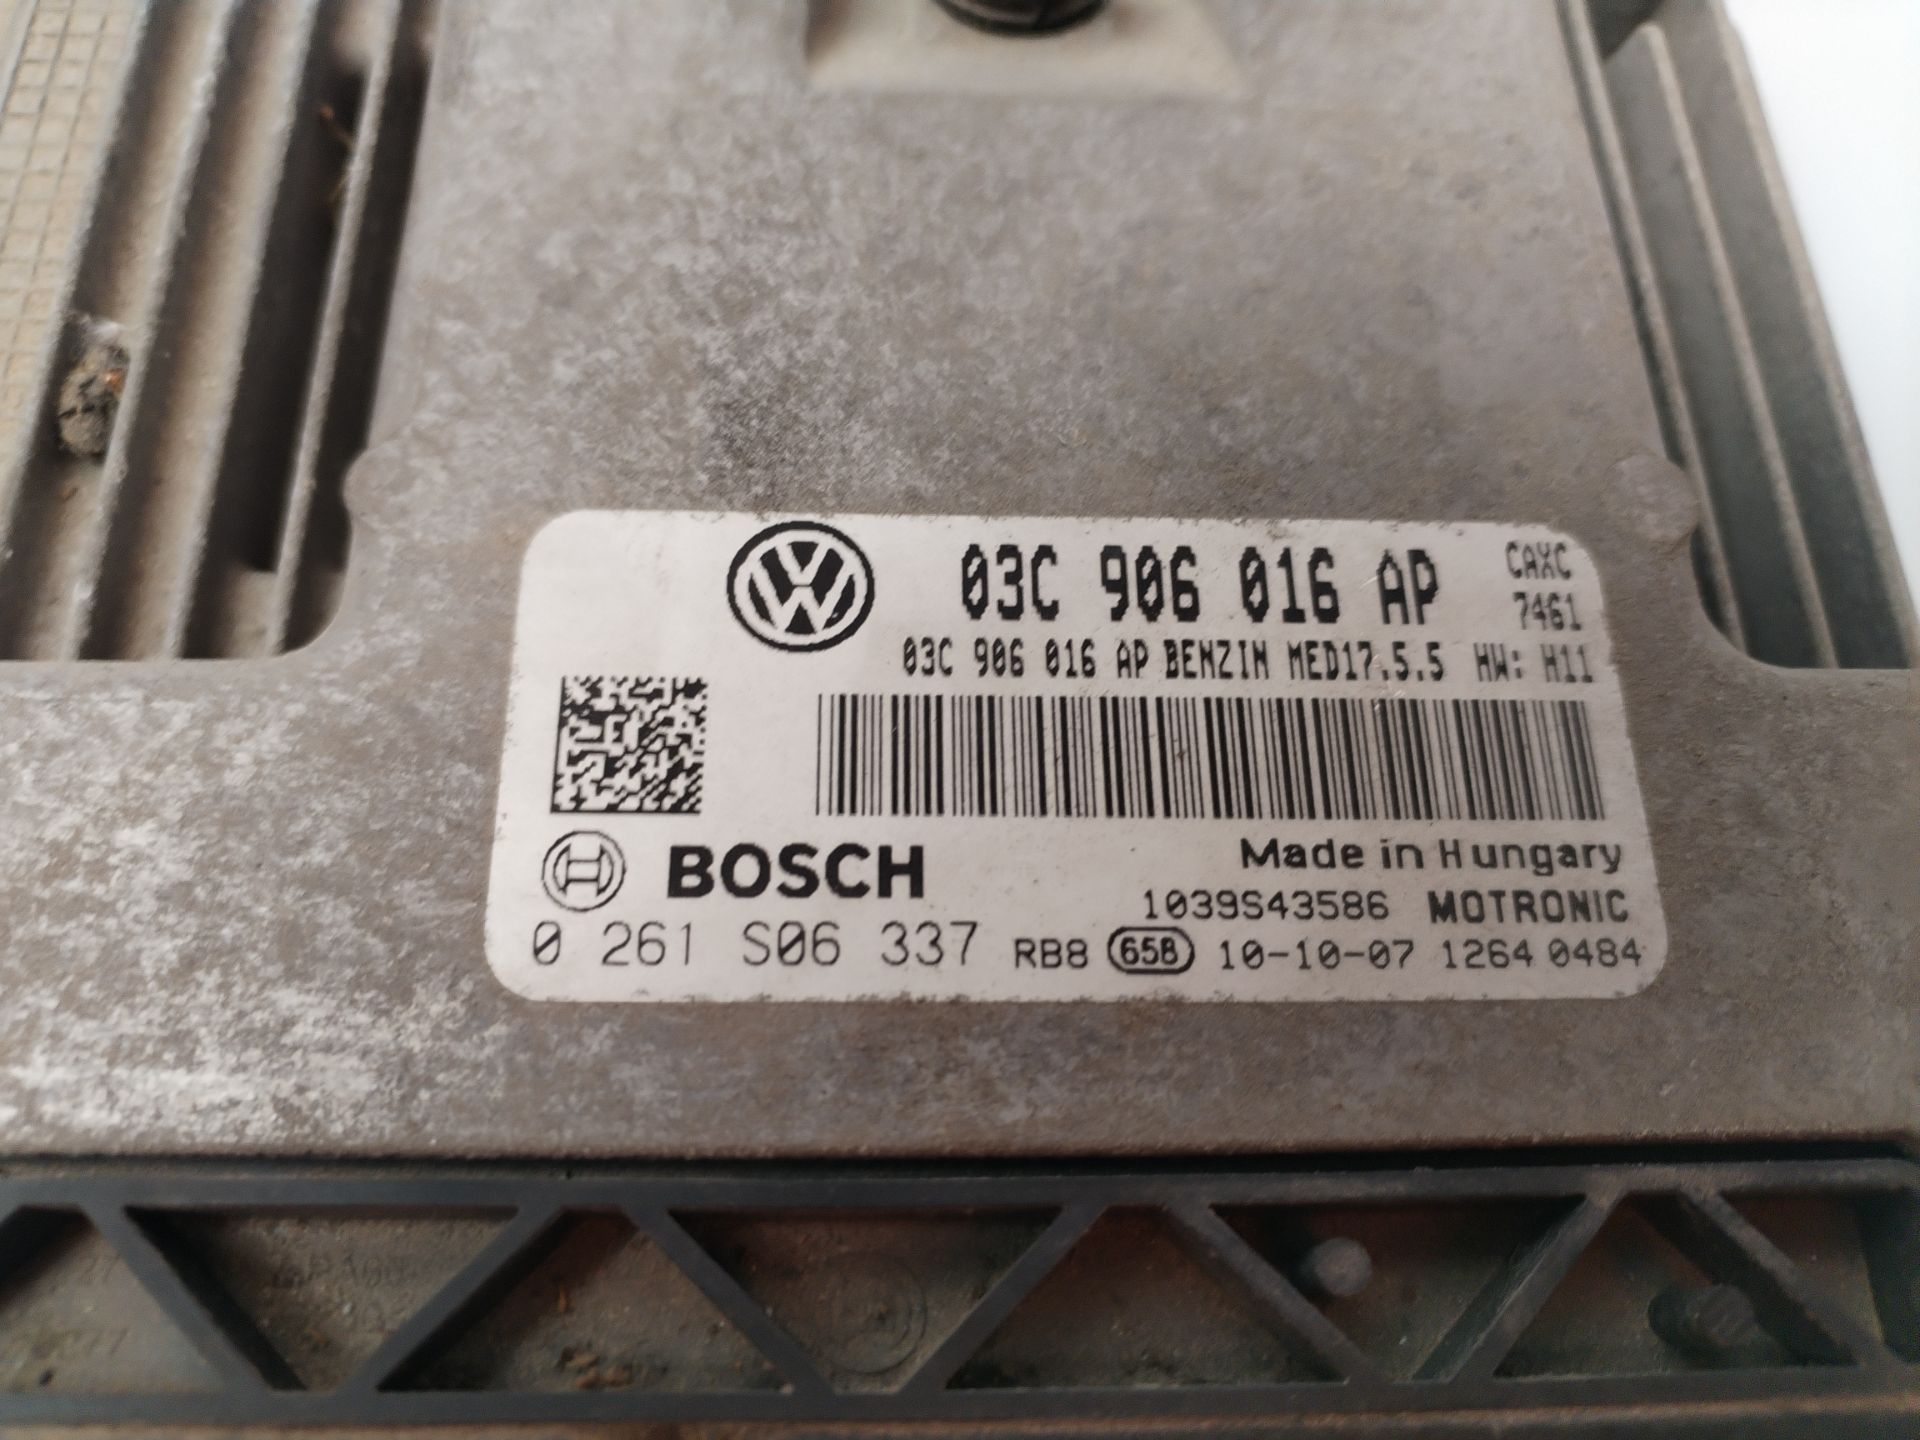 03C 906 016 AP CAXC
7461
03C 906 016 AP BENZIN MED17.5.5 HW: H11
BOSCH
Made in Hungary
1039S43586 MOTRONIC
0 261 S06 337 RB8 65B 10-10-07 1264 0484